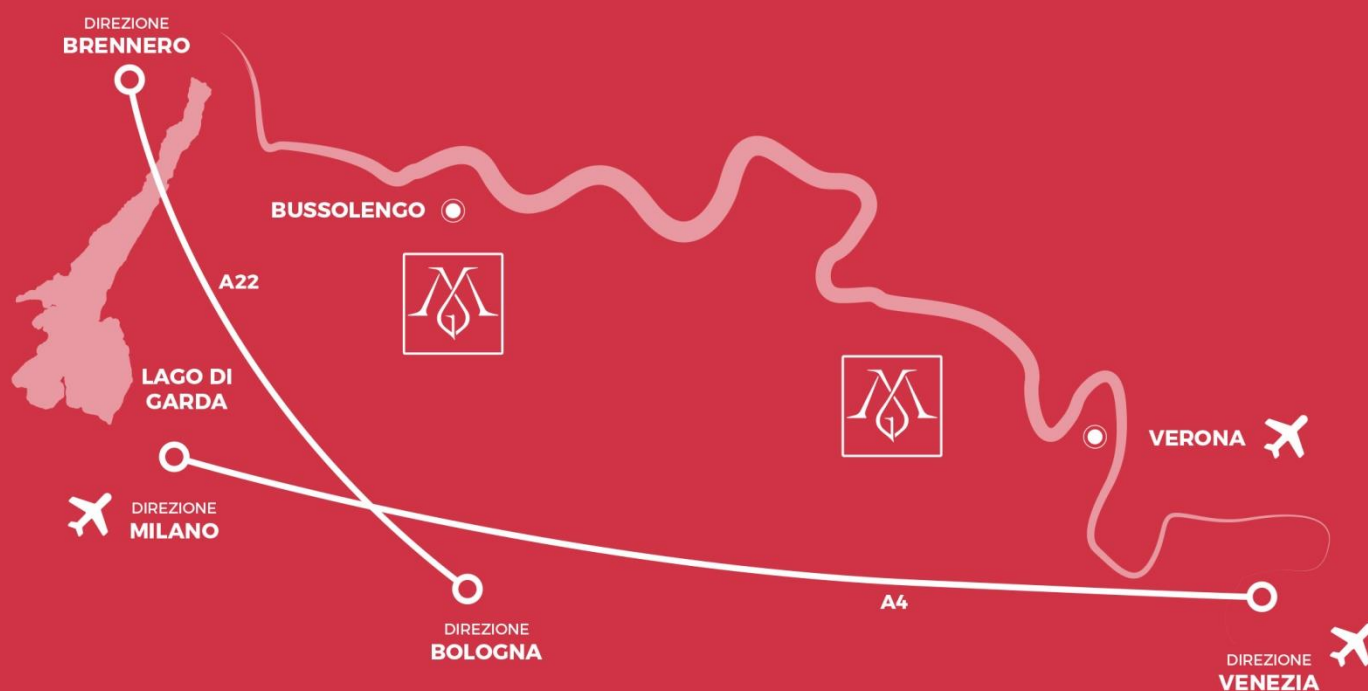 DIREZIONE
BRENNERO
BUSSOLENGO
A22
LAGO DI
GARDA
VERONA
DIREZIONE
MILANO
A4
DIREZIONE
BOLOGNA
DIREZIONE
VENEZIA